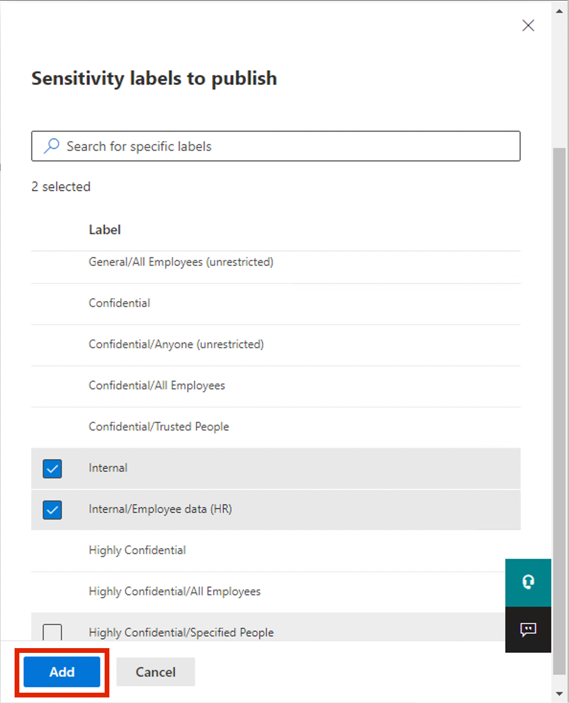 Sensitivity labels to publish
Search for specific labels
2 selected
Label
General/All Employees (unrestricted)
Confidential
Confidential/Anyone (unrestricted)
Confidential/All Employees
Confidential/Trusted People
Internal
Internal/Employee data (HR)
Highly Confidential
Highly Confidential/All Employees
Highly Confidential/Specified People
Add Cancel